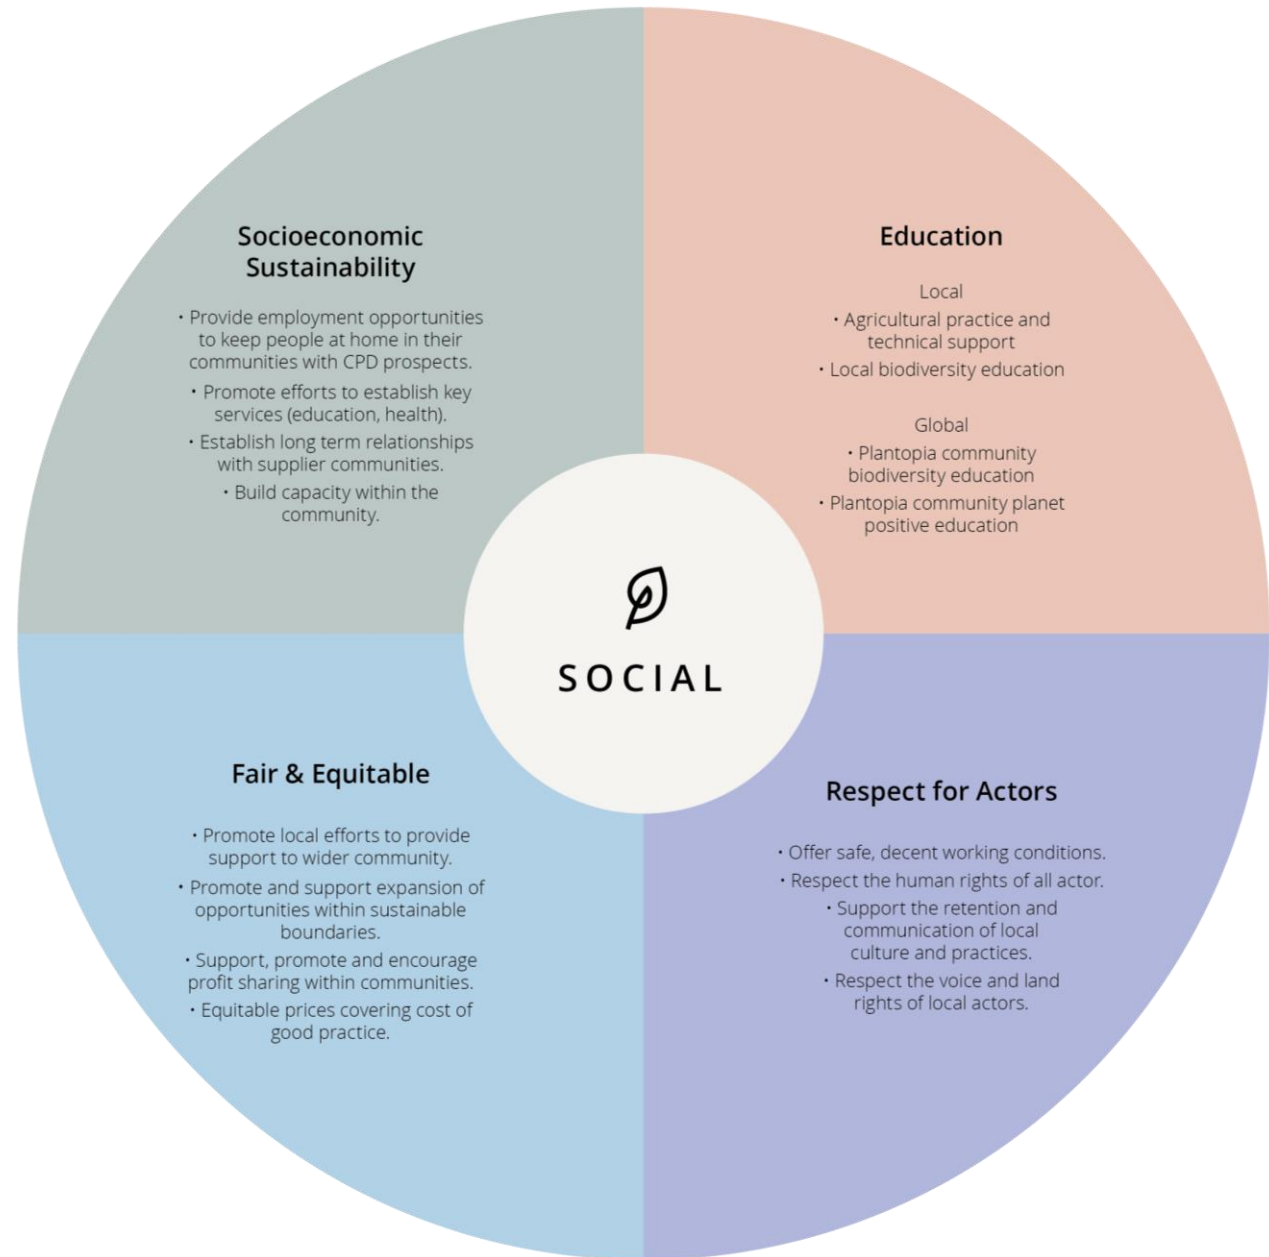 Socioeconomic
Sustainability
• Provide employment opportunities
to keep people at home in their
communities with CPD prospects.
• Promote efforts to establish key
services (education, health).
• Establish long term relationships
with supplier communities.
• Build capacity within the
community.
Education
Local
• Agricultural practice and
technical support
• Local biodiversity education
Global
• Plantopia community
biodiversity education
• Plantopia community planet
positive education
SOCIAL
Fair & Equitable
• Promote local efforts to provide
support to wider community.
• Promote and support expansion of
opportunities within sustainable
boundaries.
• Support, promote and encourage
profit sharing within communities.
• Equitable prices covering cost of
good practice.
Respect for Actors
• Offer safe, decent working conditions.
• Respect the human rights of all actor.
• Support the retention and
communication of local
culture and practices.
• Respect the voice and land
rights of local actors.